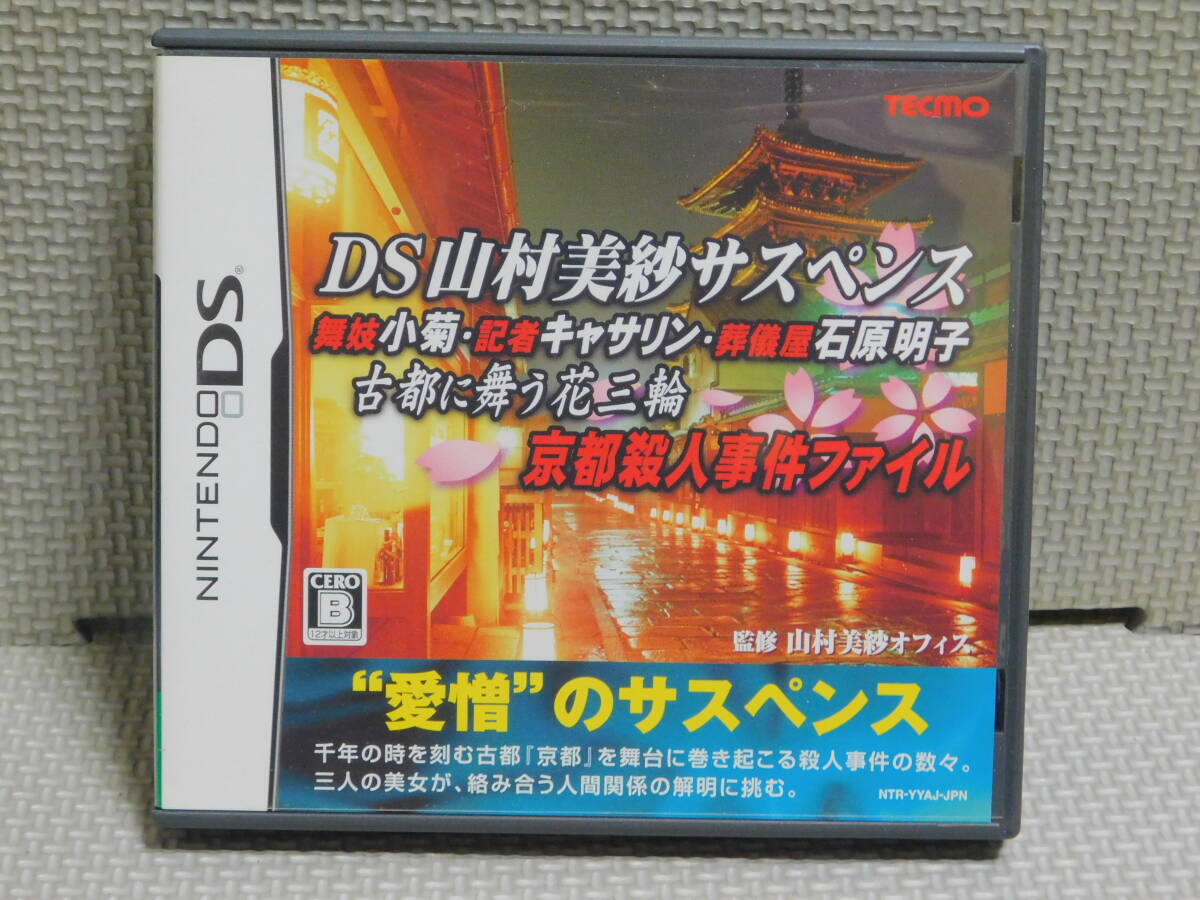 TECMO
DS山村美紗サスペンス
舞妓小菊・記者キャサリン・葬儀屋石原明子
古都に舞う花三輪
京都殺人事件ファイル
NINTENDO DS®
CERO
B
12才以上対象
監修 山村美紗オフィス
“愛憎”のサスペンス
千年の時を刻む古都『京都』を舞台に巻き起こる殺人事件の数々。
三人の美女が、絡み合う人間関係の解明に挑む。
NTR-YYAJ-JPN